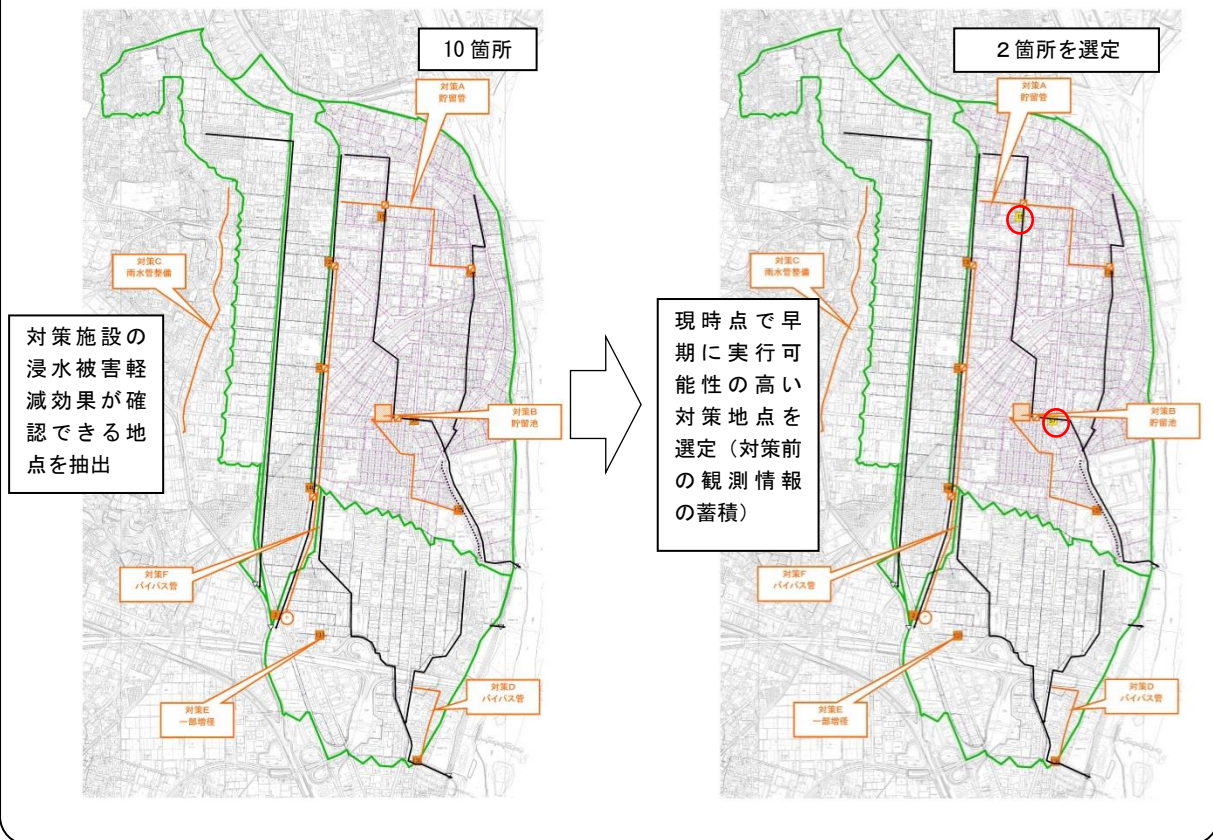 10 箇所
対策A
貯留管
対策C
雨水管整備
対策施設の
浸水被害軽
減効果が確
認できる地
点を抽出
対策B
貯留池
対策F
バイパス管
対策E
一部増径
対策D
バイパス管
2箇所を選定
対策A
貯留管
対策C
雨水管整備
現時点で早
期に実行可
能性の高い
対策地点を
選定（対策前
の観測情報
の蓄積）
対策B
貯留池
対策F
バイパス管
対策E
一部増径
対策D
バイパス管